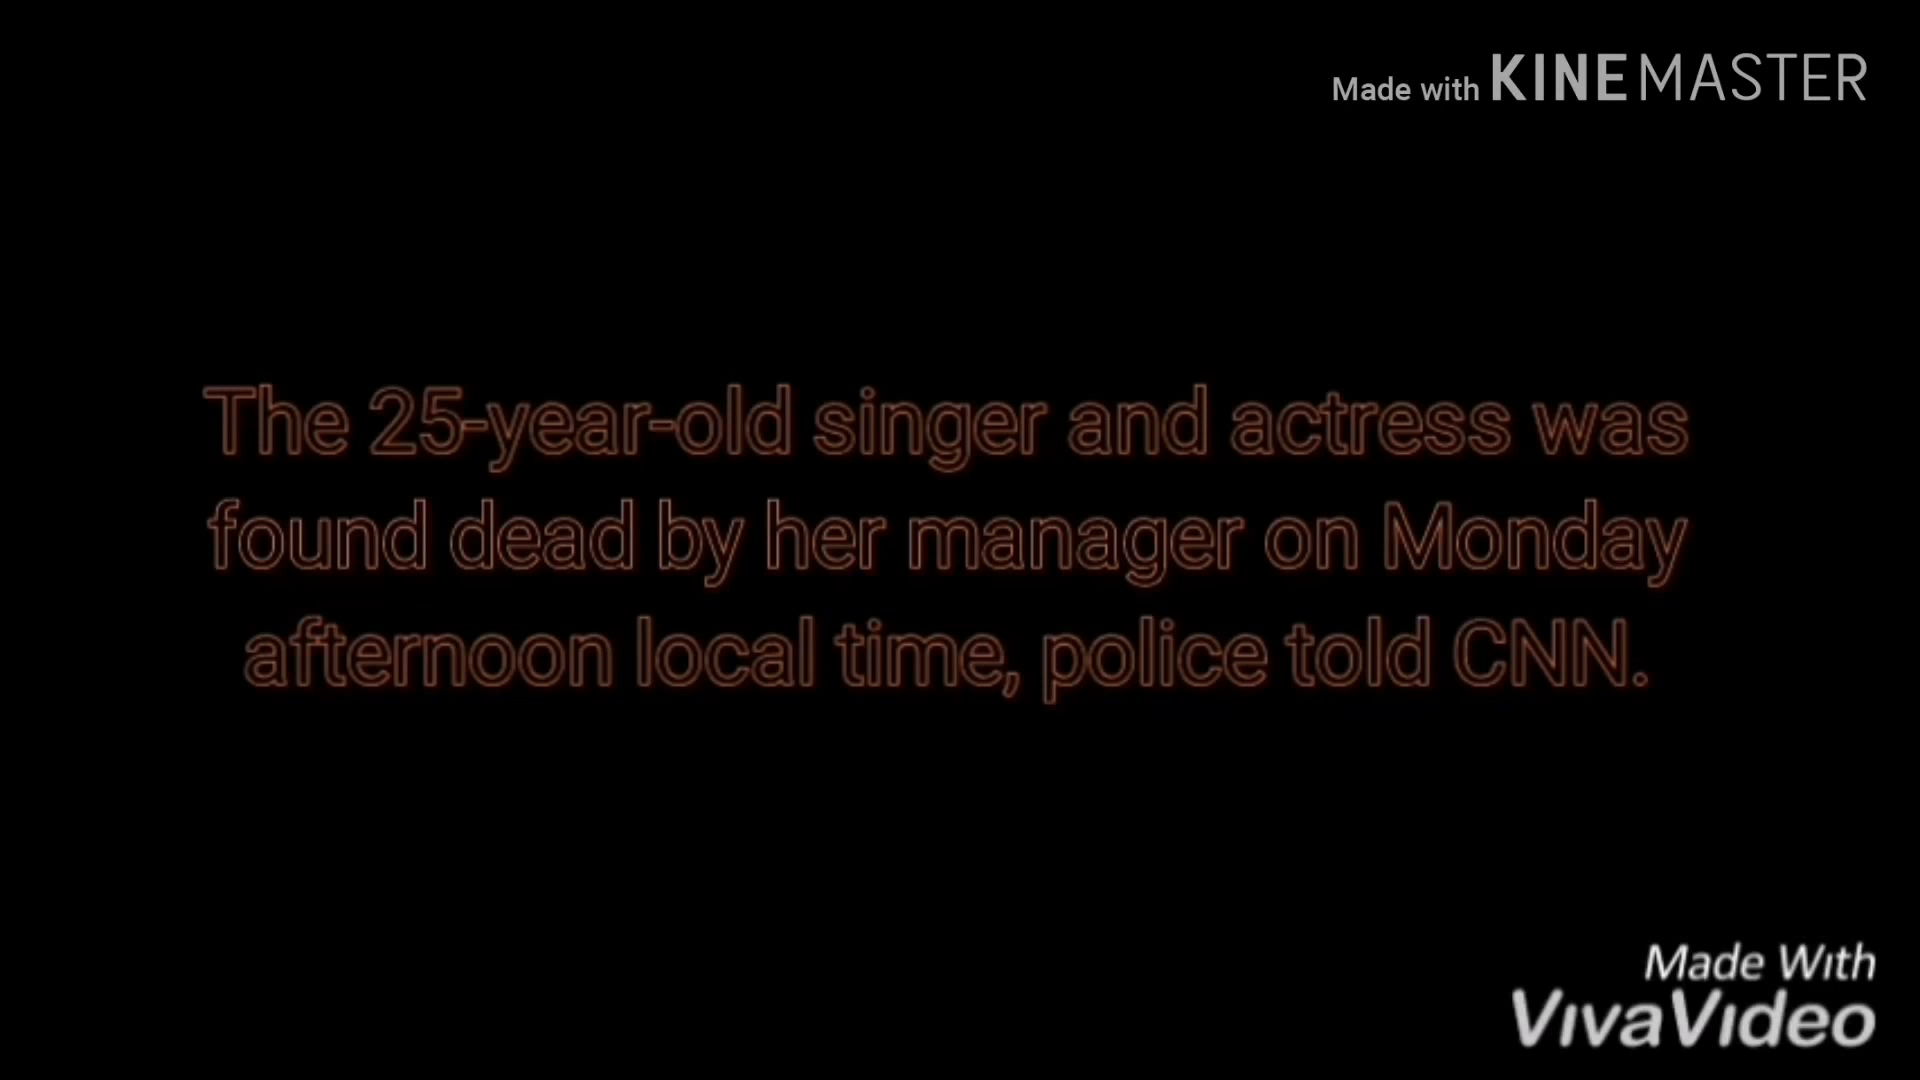 Made with KINEMASTER
The 25-year-old singer and actress was
found dead by her manager on Monday
afternoon local time, police told CNN.
Made With
VivaVideo